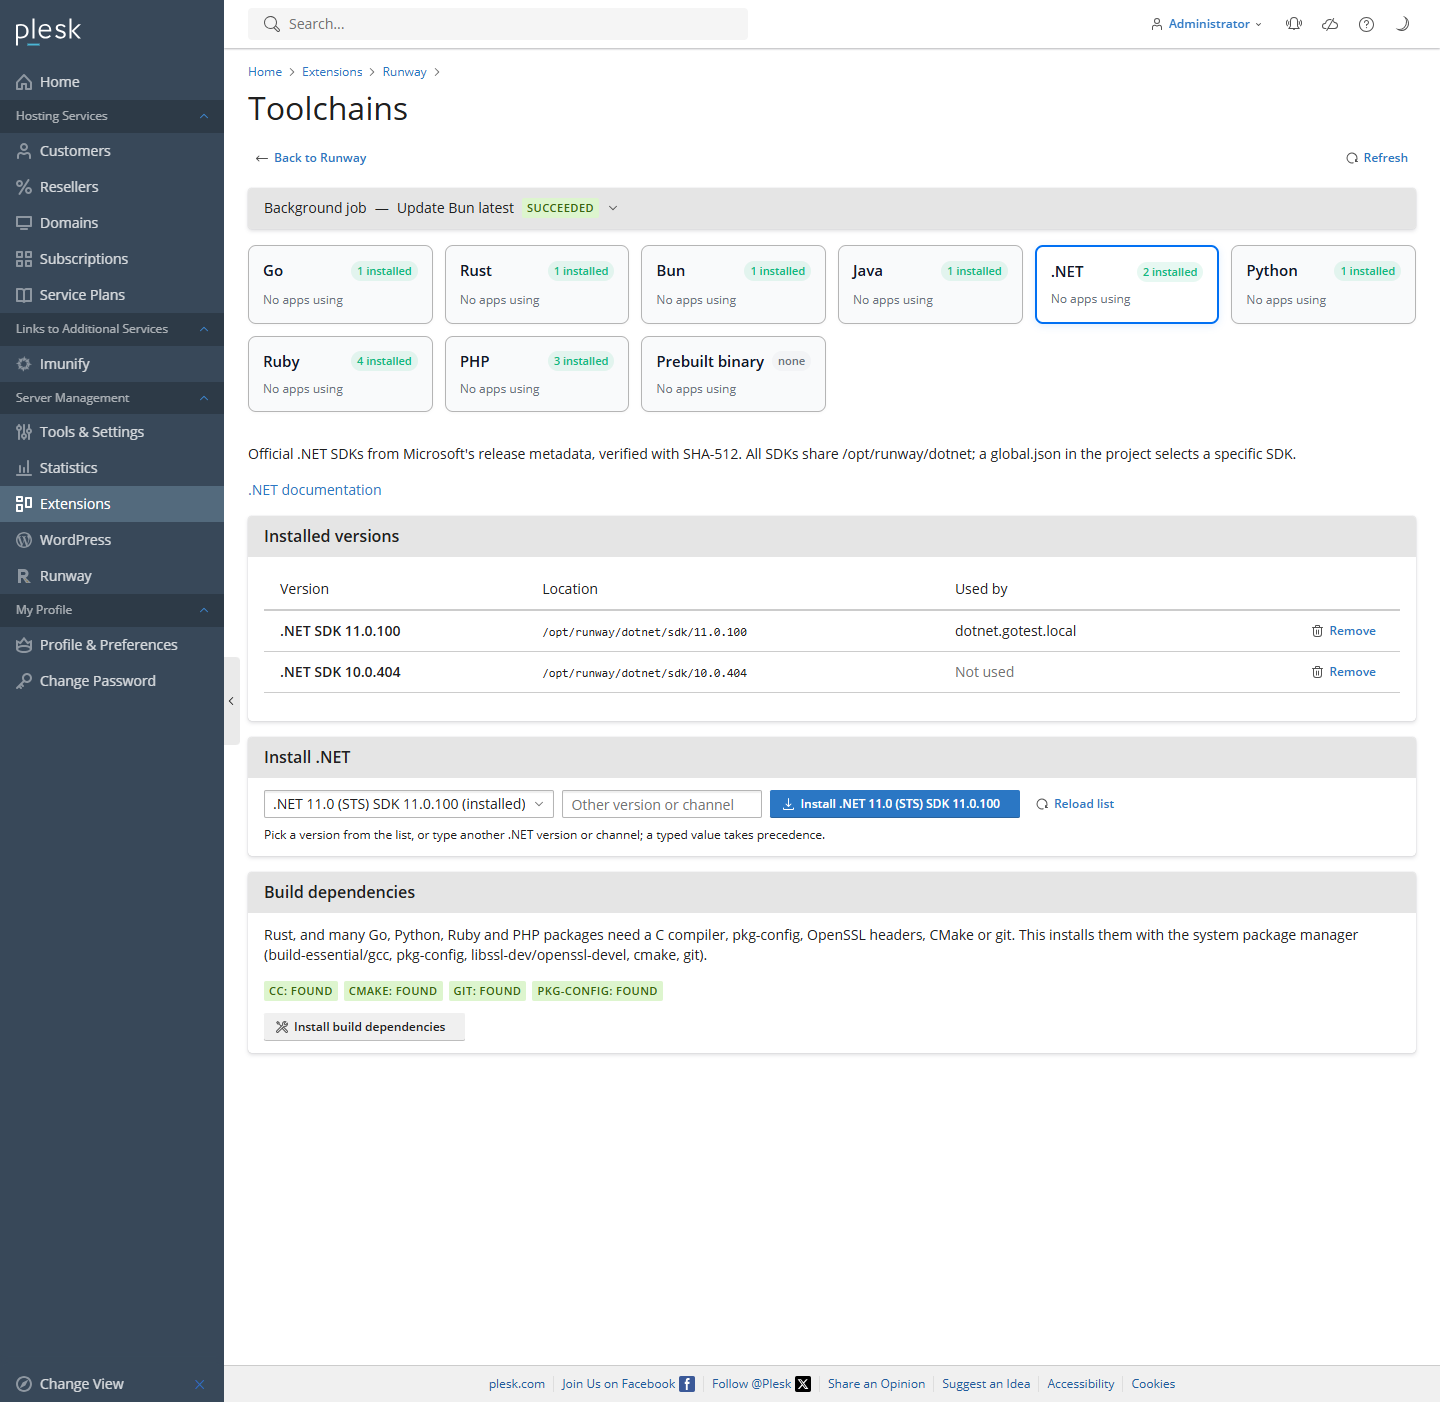 plesk
Search...
Administrator
Home
Hosting Services
Customers
Resellers
Domains
Subscriptions
Service Plans
Links to Additional Services
Imunify
Server Management
Tools & Settings
Statistics
Extensions
WordPress
Runway
My Profile
Profile & Preferences
Change Password
Change View
Home > Extensions > Runway >
Toolchains
← Back to Runway
Refresh
Background job — Update Bun latest SUCCEEDED
Go 1 installed
No apps using
Rust 1 installed
No apps using
Bun 1 installed
No apps using
Java 1 installed
No apps using
.NET 2 installed
No apps using
Python 1 installed
No apps using
Ruby 4 installed
No apps using
PHP 3 installed
No apps using
Prebuilt binary none
No apps using
Official .NET SDKs from Microsoft's release metadata, verified with SHA-512. All SDKs share /opt/runway/dotnet; a global.json in the project selects a specific SDK.
.NET documentation
Installed versions
Version Location Used by
.NET SDK 11.0.100 /opt/runway/dotnet/sdk/11.0.100 dotnet.gotest.local Remove
.NET SDK 10.0.404 /opt/runway/dotnet/sdk/10.0.404 Not used Remove
Install .NET
.NET 11.0 (STS) SDK 11.0.100 (installed) Other version or channel Install .NET 11.0 (STS) SDK 11.0.100 Reload list
Pick a version from the list, or type another .NET version or channel; a typed value takes precedence.
Build dependencies
Rust, and many Go, Python, Ruby and PHP packages need a C compiler, pkg-config, OpenSSL headers, CMake or git. This installs them with the system package manager
(build-essential/gcc, pkg-config, libssl-dev/openssl-devel, cmake, git).
CC: FOUND CMAKE: FOUND GIT: FOUND PKG-CONFIG: FOUND
Install build dependencies
plesk.com Join Us on Facebook Follow @Plesk Share an Opinion Suggest an Idea Accessibility Cookies